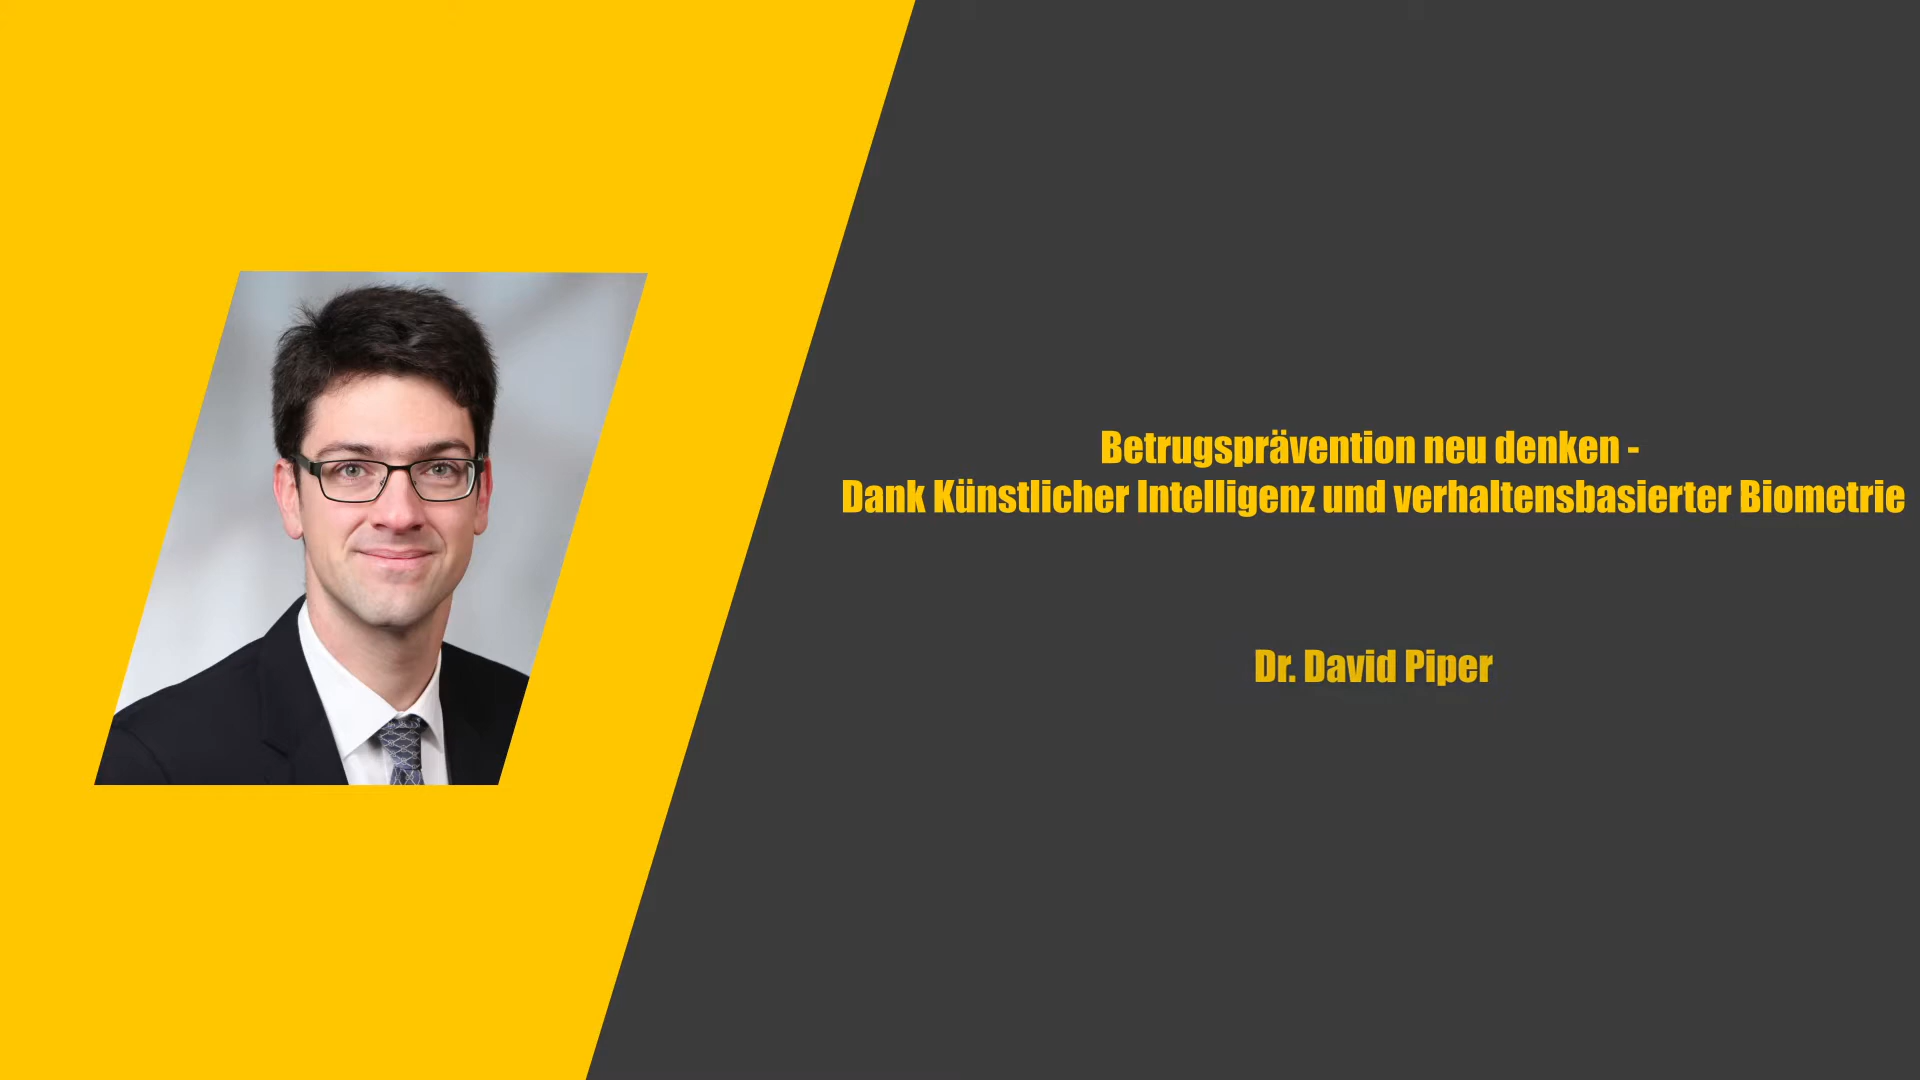 Betrugsprävention neu denken -
Dank Künstlicher Intelligenz und verhaltensbasierter Biometrie
Dr. David Piper